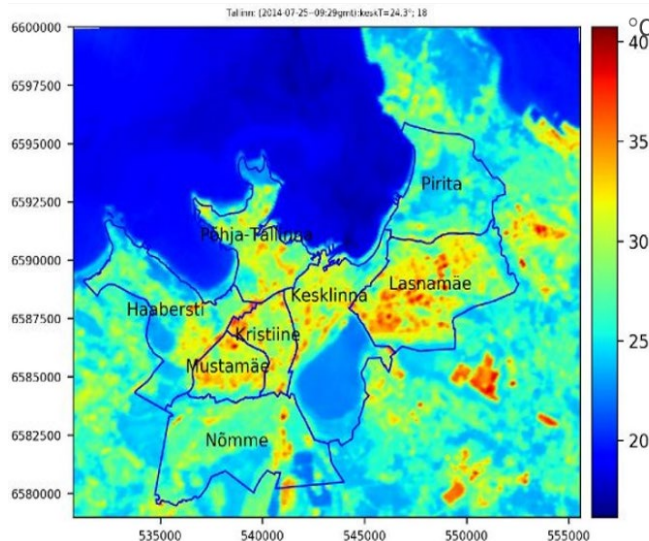 Tallinn: (2014-07-25--09:29gmt):keskT=24.3°; 18
6600000
6597500
6595000
6592500
6590000
6587500
6585000
6582500
6580000
535000
540000
545000
550000
555000
°C
40
35
30
25
20
Pirita
Põhja-Tallinna
Lasnamäe
Kesklinna
Haabersti
Kristiine
Mustamäe
Nõmme